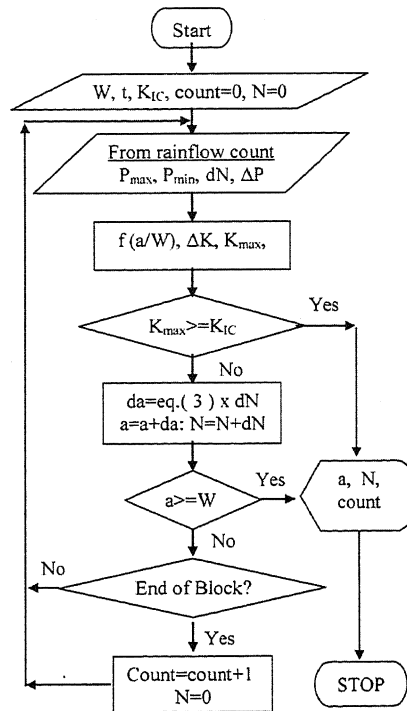 Start
W, t, K_IC, count=0, N=0
From rainflow count
P_max, P_min, dN, ΔP
f (a/W), ΔK, K_max,
Yes
K_max>=K_IC
No
da=eq.( 3 ) x dN
a=a+da: N=N+dN
Yes
a>=W
a, N,
count
No
No
End of Block?
Yes
Count=count+1
N=0
STOP